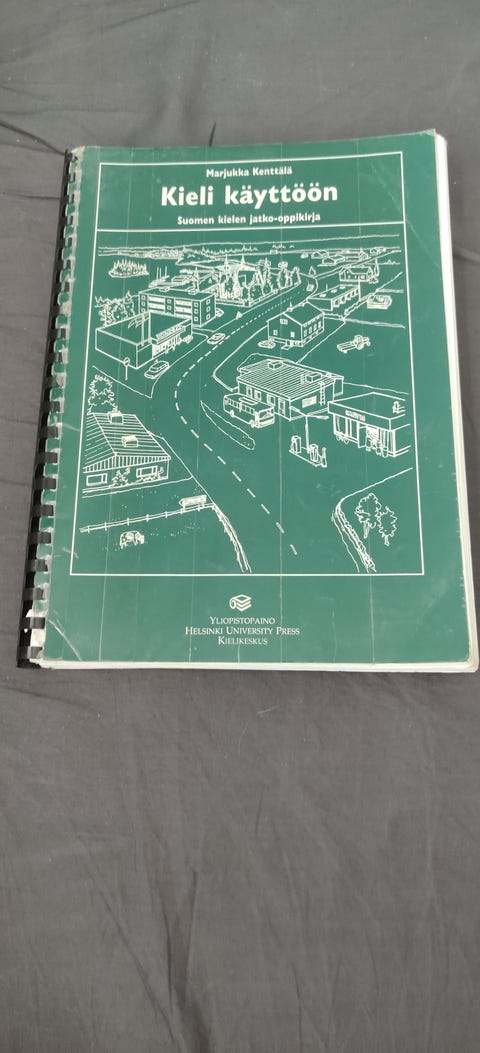 Marjukka Kenttälä
Kieli käyttöön
Suomen kielen jatko-oppikirja
YLIOPISTOPAINO
HELSINKI UNIVERSITY PRESS
KIELIKESKUS